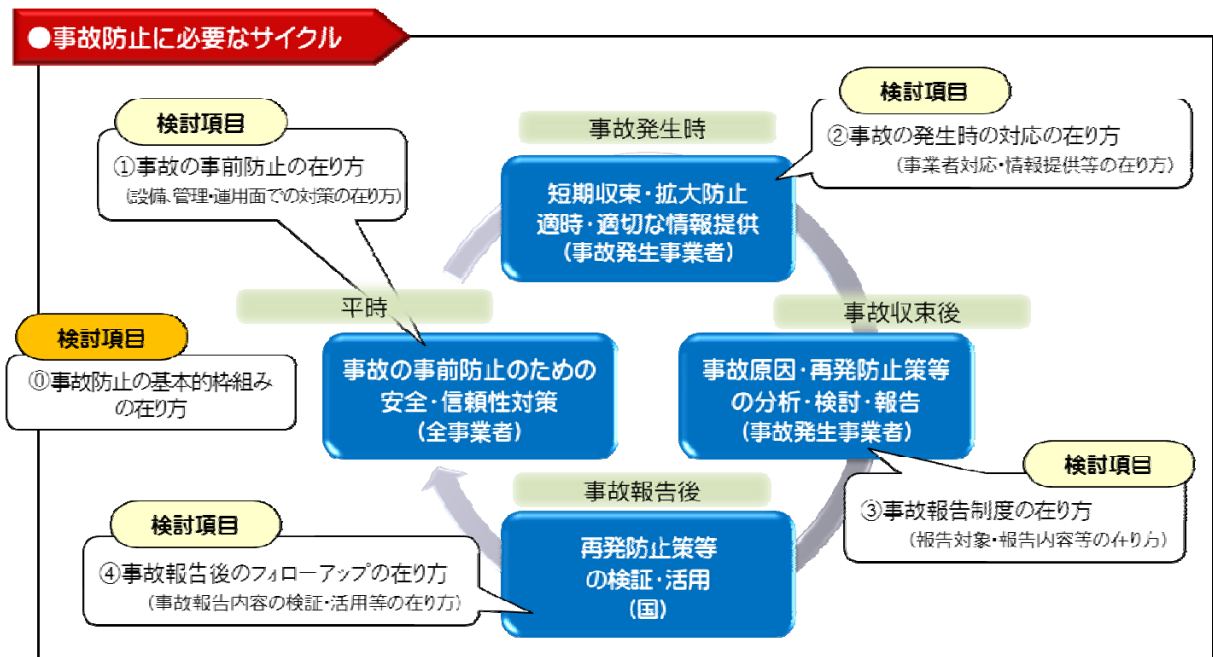 ●事故防止に必要なサイクル
検討項目
①事故の事前防止の在り方
(設備、管理・運用面での対策の在り方)
事故発生時
短期収束・拡大防止
適時・適切な情報提供
(事故発生事業者)
検討項目
②事故の発生時の対応の在り方
(事業者対応・情報提供等の在り方)
平時
事故の事前防止のための
安全・信頼性対策
(全事業者)
検討項目
⓪事故防止の基本的枠組み
の在り方
事故収束後
事故原因・再発防止策等
の分析・検討・報告
(事故発生事業者)
検討項目
③事故報告制度の在り方
(報告対象・報告内容等の在り方)
事故報告後
再発防止策等
の検証・活用
(国)
検討項目
④事故報告後のフォローアップの在り方
(事故報告内容の検証・活用等の在り方)